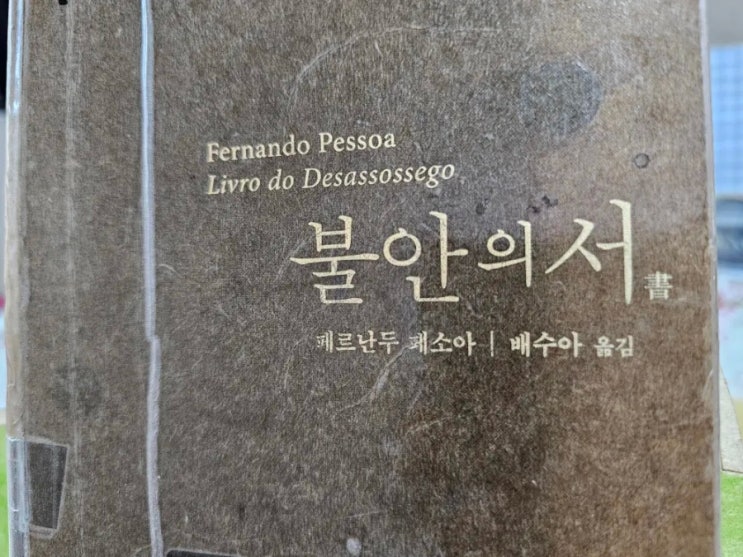 Fernando Pessoa
Livro do Desassossego
불안의 서 書
페르난두 페소아 | 배수아 옮김